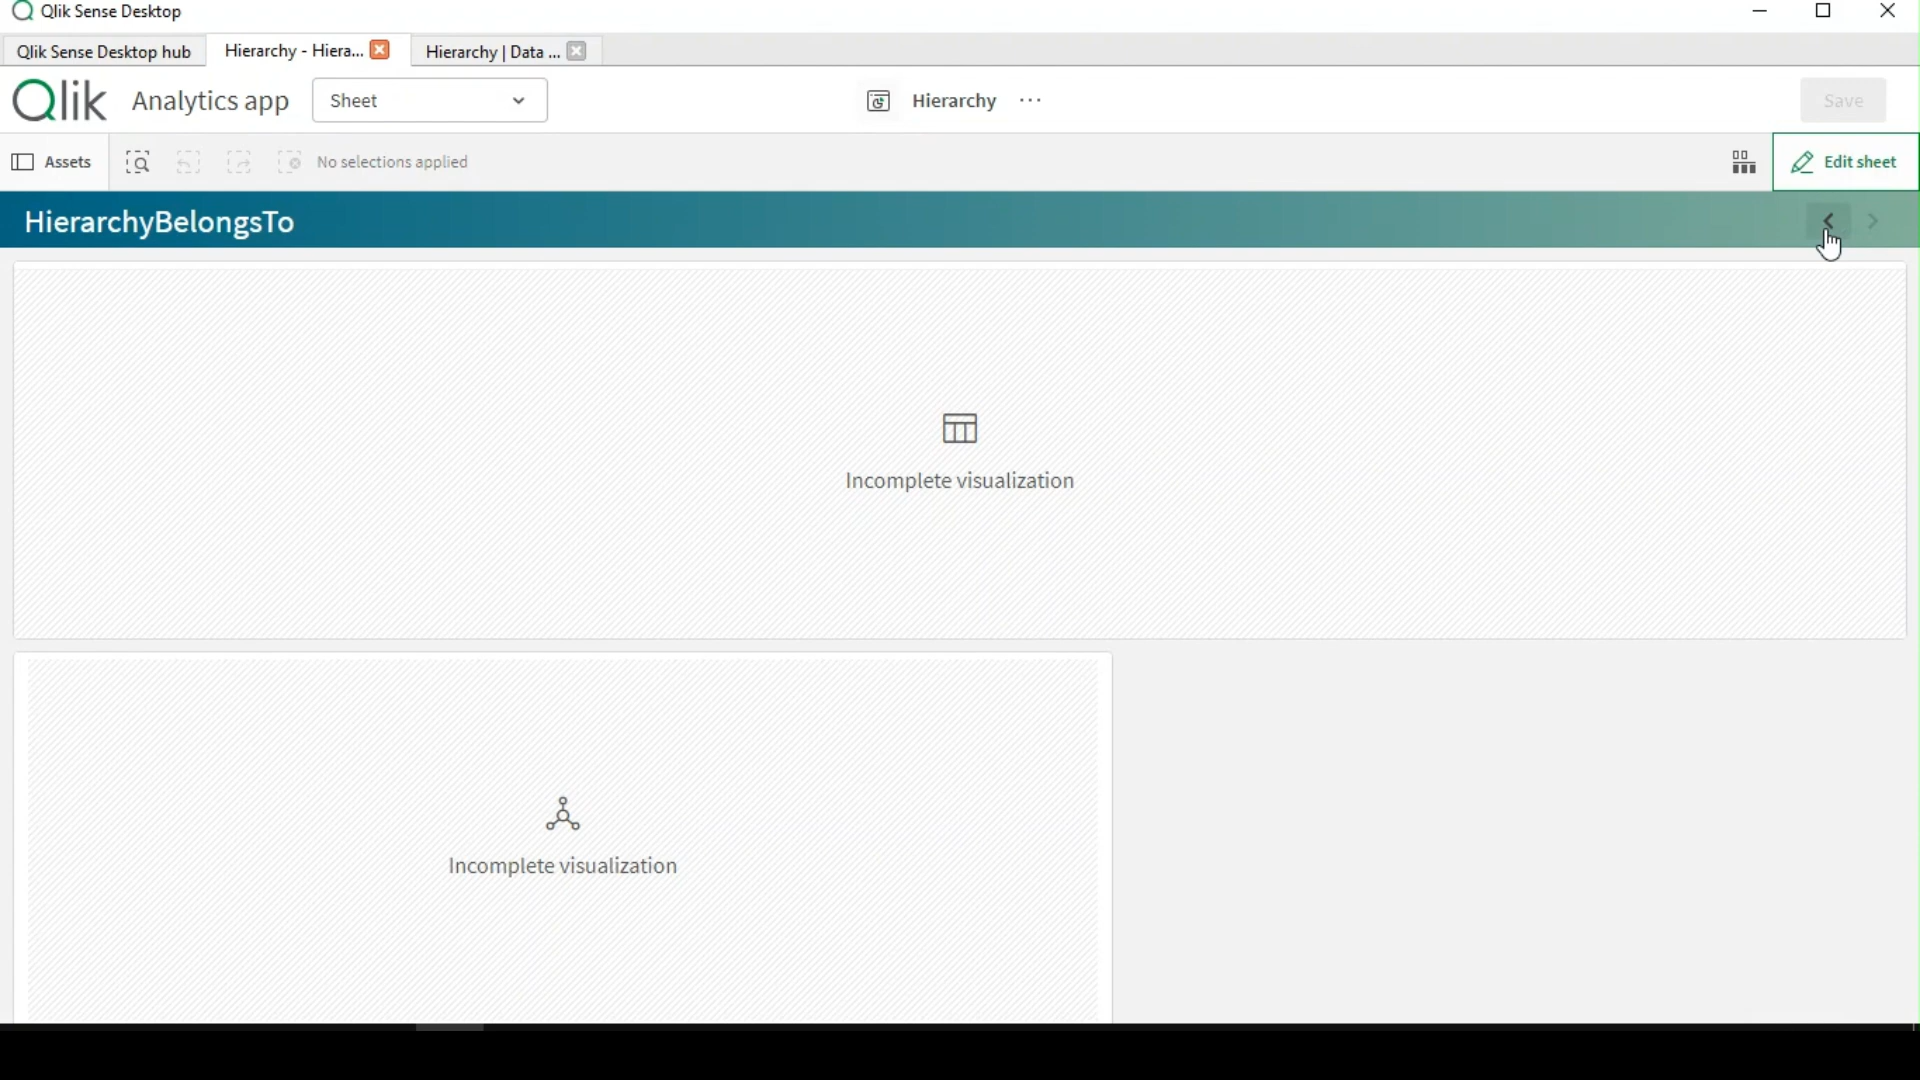 Qlik Sense Desktop
Qlik Sense Desktop hub
Hierarchy - Hiera...
Hierarchy | Data ...
Qlik
Analytics app
Sheet
Hierarchy
Save
Assets
No selections applied
Edit sheet
HierarchyBelongsTo
Incomplete visualization
Incomplete visualization